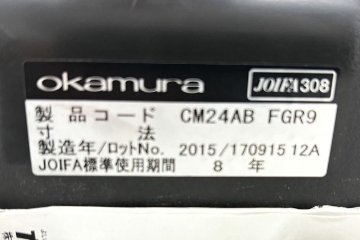 okamura JOIFA308
製品コード CM24AB FGR9
寸法
製造年/ロットNo. 2015/170915 12A
JOIFA標準使用期間 8 年